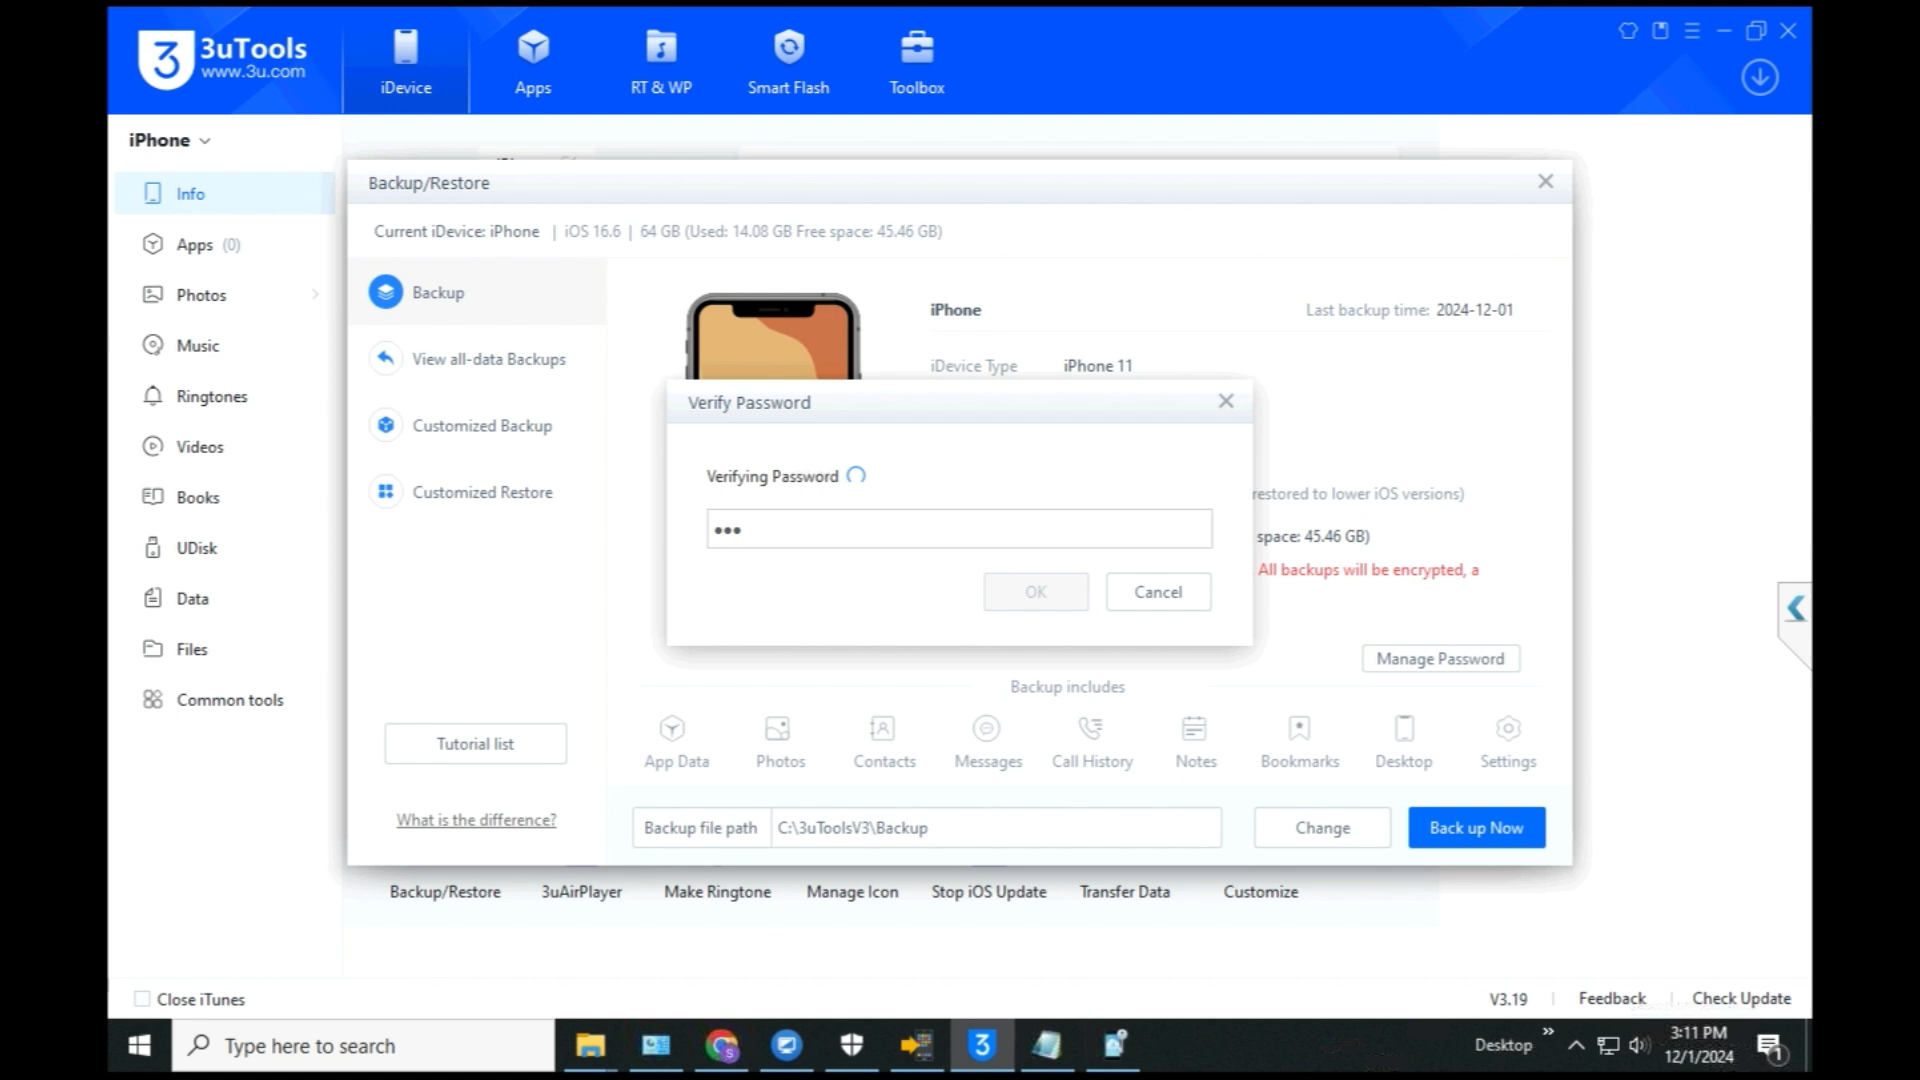 3 3uTools
www.3u.com
iDevice
Apps
RT & WP
Smart Flash
Toolbox
iPhone
Info
Apps (0)
Photos
Music
Ringtones
Videos
Books
UDisk
Data
Files
Common tools
Backup/Restore
Current iDevice: iPhone | iOS 16.6 | 64 GB (Used: 14.08 GB Free space: 45.46 GB)
Backup
View all-data Backups
Customized Backup
Customized Restore
Tutorial list
What is the difference?
iPhone
Last backup time: 2024-12-01
iDevice Type iPhone 11
Verify Password
Verifying Password
•••
OK
Cancel
restored to lower iOS versions)
space: 45.46 GB)
All backups will be encrypted, a
Manage Password
Backup includes
App Data
Photos
Contacts
Messages
Call History
Notes
Bookmarks
Desktop
Settings
Backup file path C:\3uToolsV3\Backup
Change
Back up Now
Backup/Restore
3uAirPlayer
Make Ringtone
Manage Icon
Stop iOS Update
Transfer Data
Customize
Close iTunes
V3.19 | Feedback | Check Update
Type here to search
S
3
Desktop
3:11 PM
12/1/2024
1